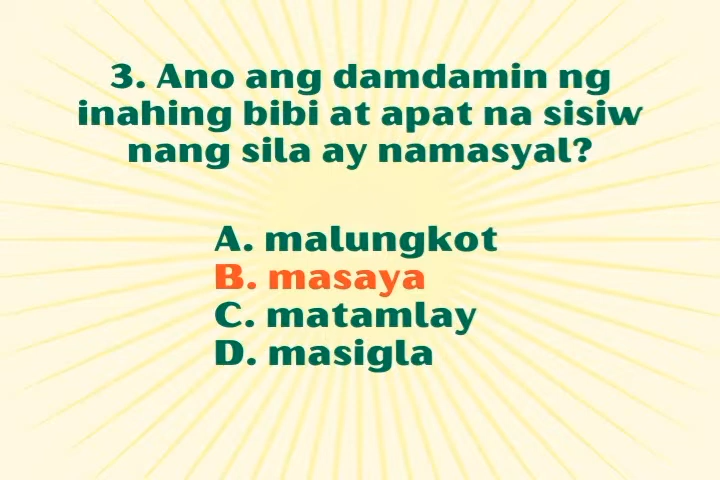 3. Ano ang damdamin ng
inahing bibi at apat na sisiw
nang sila ay namasyal?
A. malungkot
B. masaya
C. matamlay
D. masigla